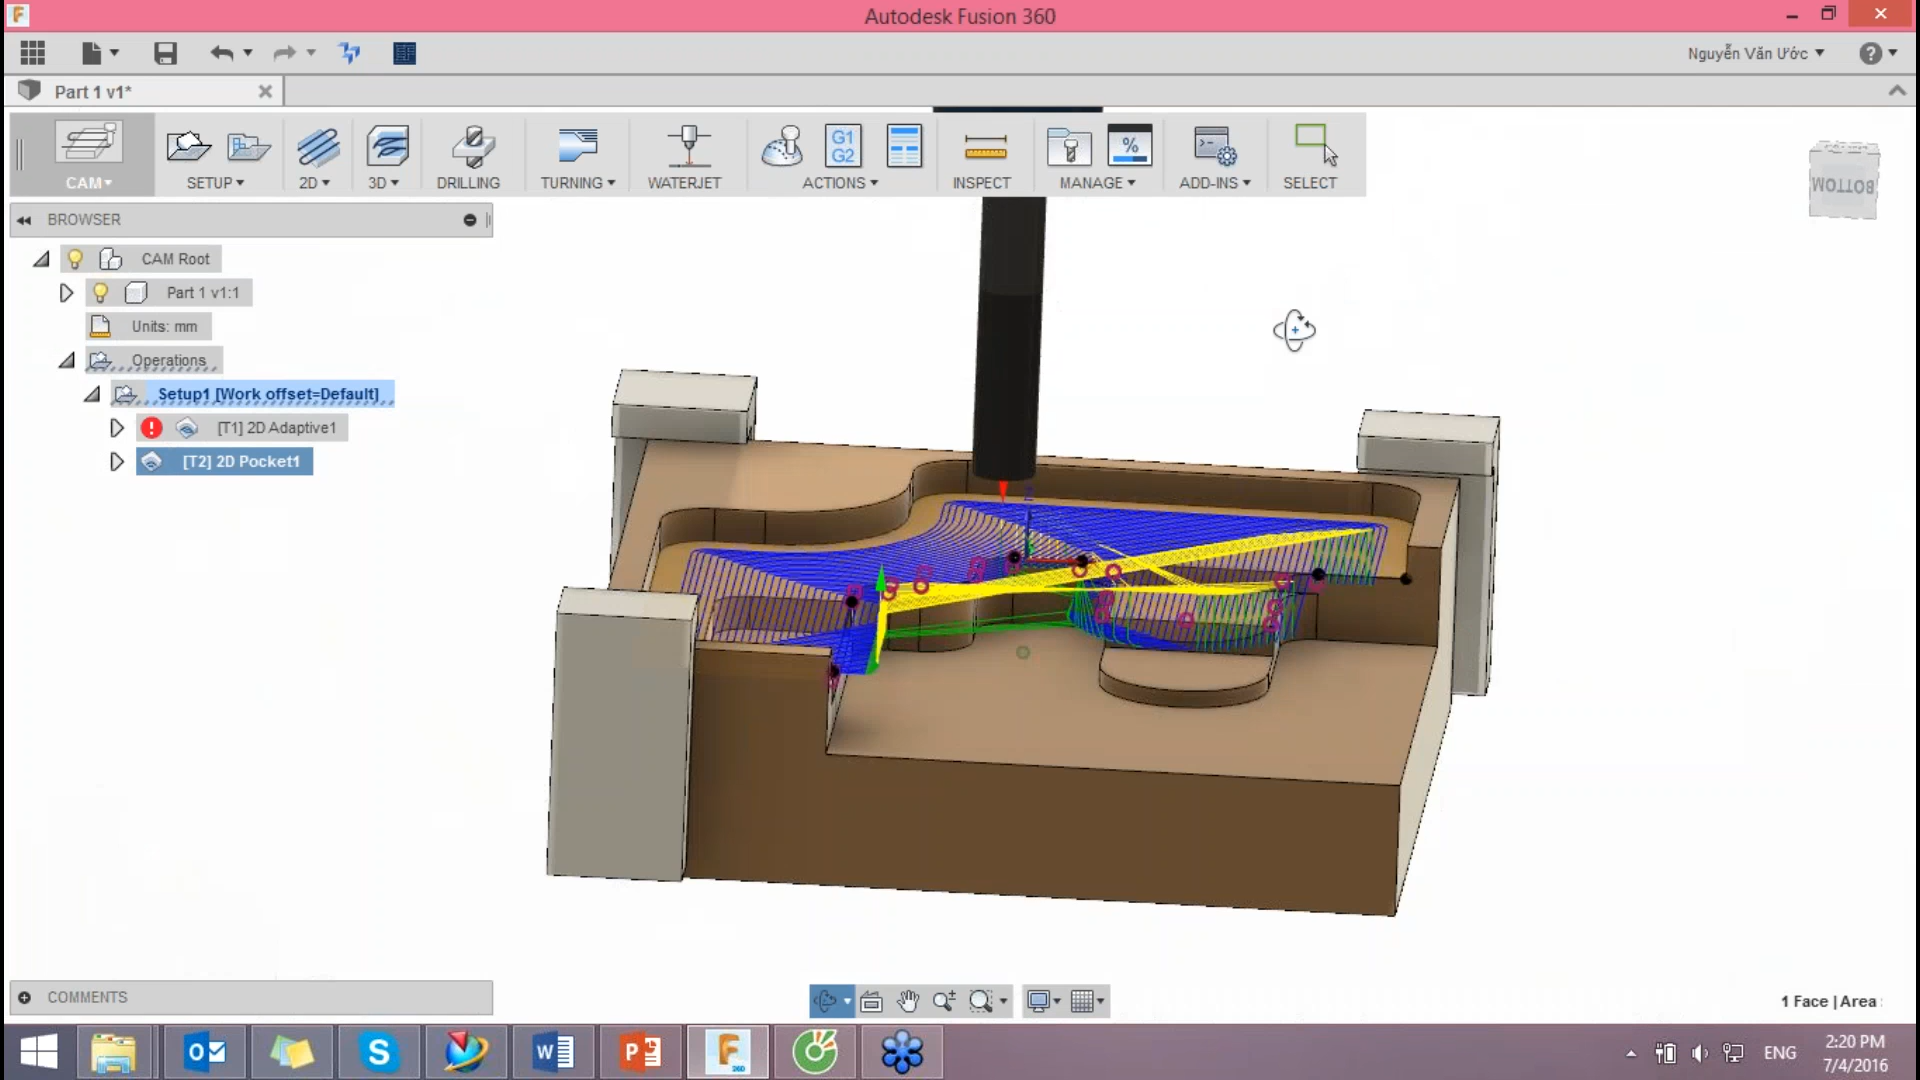 Autodesk Fusion 360
Nguyễn Văn Ước
Part 1 v1*
G1
G2
%
CAM
SETUP
2D
3D
DRILLING
TURNING
WATERJET
ACTIONS
INSPECT
MANAGE
ADD-INS
SELECT
BOTTOM
BROWSER
CAM Root
Part 1 v1:1
Units: mm
Operations
Setup1 [Work offset=Default]
[T1] 2D Adaptive1
[T2] 2D Pocket1
Z
COMMENTS
1 Face | Area
ENG
2:20 PM
7/4/2016